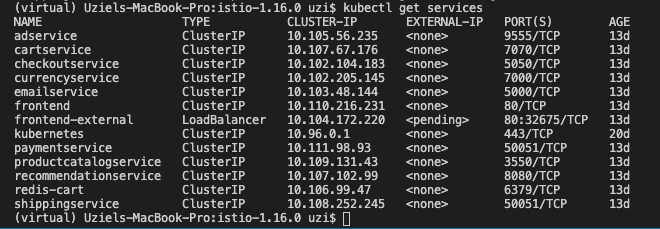 (virtual) Uziels-MacBook-Pro:istio-1.16.0 uzi$ kubectl get services
NAME TYPE CLUSTER-IP EXTERNAL-IP PORT(S) AGE
adservice ClusterIP 10.105.56.235 <none> 9555/TCP 13d
cartservice ClusterIP 10.107.67.176 <none> 7070/TCP 13d
checkoutservice ClusterIP 10.102.104.183 <none> 5050/TCP 13d
currencyservice ClusterIP 10.102.205.145 <none> 7000/TCP 13d
emailservice ClusterIP 10.103.48.144 <none> 5000/TCP 13d
frontend ClusterIP 10.110.216.231 <none> 80/TCP 13d
frontend-external LoadBalancer 10.104.172.220 <pending> 80:32675/TCP 13d
kubernetes ClusterIP 10.96.0.1 <none> 443/TCP 20d
paymentservice ClusterIP 10.111.98.93 <none> 50051/TCP 13d
productcatalogservice ClusterIP 10.109.131.43 <none> 3550/TCP 13d
recommendationservice ClusterIP 10.107.102.99 <none> 8080/TCP 13d
redis-cart ClusterIP 10.106.99.47 <none> 6379/TCP 13d
shippingservice ClusterIP 10.108.252.245 <none> 50051/TCP 13d
(virtual) Uziels-MacBook-Pro:istio-1.16.0 uzi$